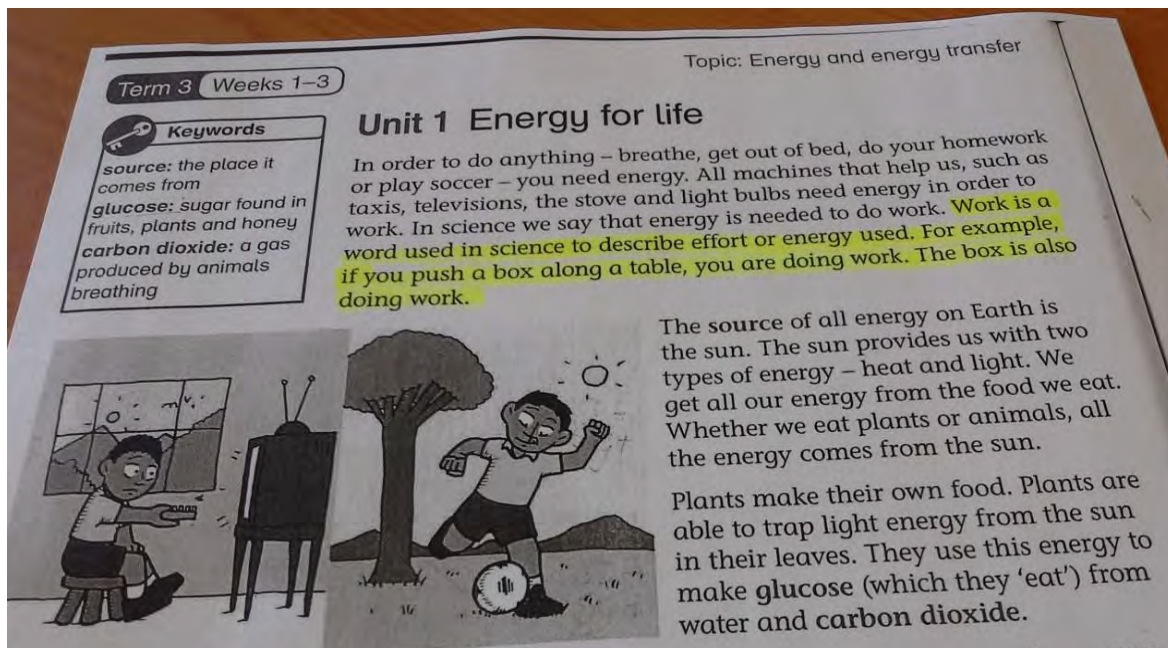 Topic: Energy and energy transfer
Term 3 Weeks 1–3
Keywords
source: the place it
comes from
glucose: sugar found in
fruits, plants and honey
carbon dioxide: a gas
produced by animals
breathing
Unit 1 Energy for life
In order to do anything – breathe, get out of bed, do your homework
or play soccer – you need energy. All machines that help us, such as
taxis, televisions, the stove and light bulbs need energy in order to
work. In science we say that energy is needed to do work. Work is a
word used in science to describe effort or energy used. For example,
if you push a box along a table, you are doing work. The box is also
doing work.
The source of all energy on Earth is
the sun. The sun provides us with two
types of energy – heat and light. We
get all our energy from the food we eat.
Whether we eat plants or animals, all
the energy comes from the sun.
Plants make their own food. Plants are
able to trap light energy from the sun
in their leaves. They use this energy to
make glucose (which they ‘eat’) from
water and carbon dioxide.